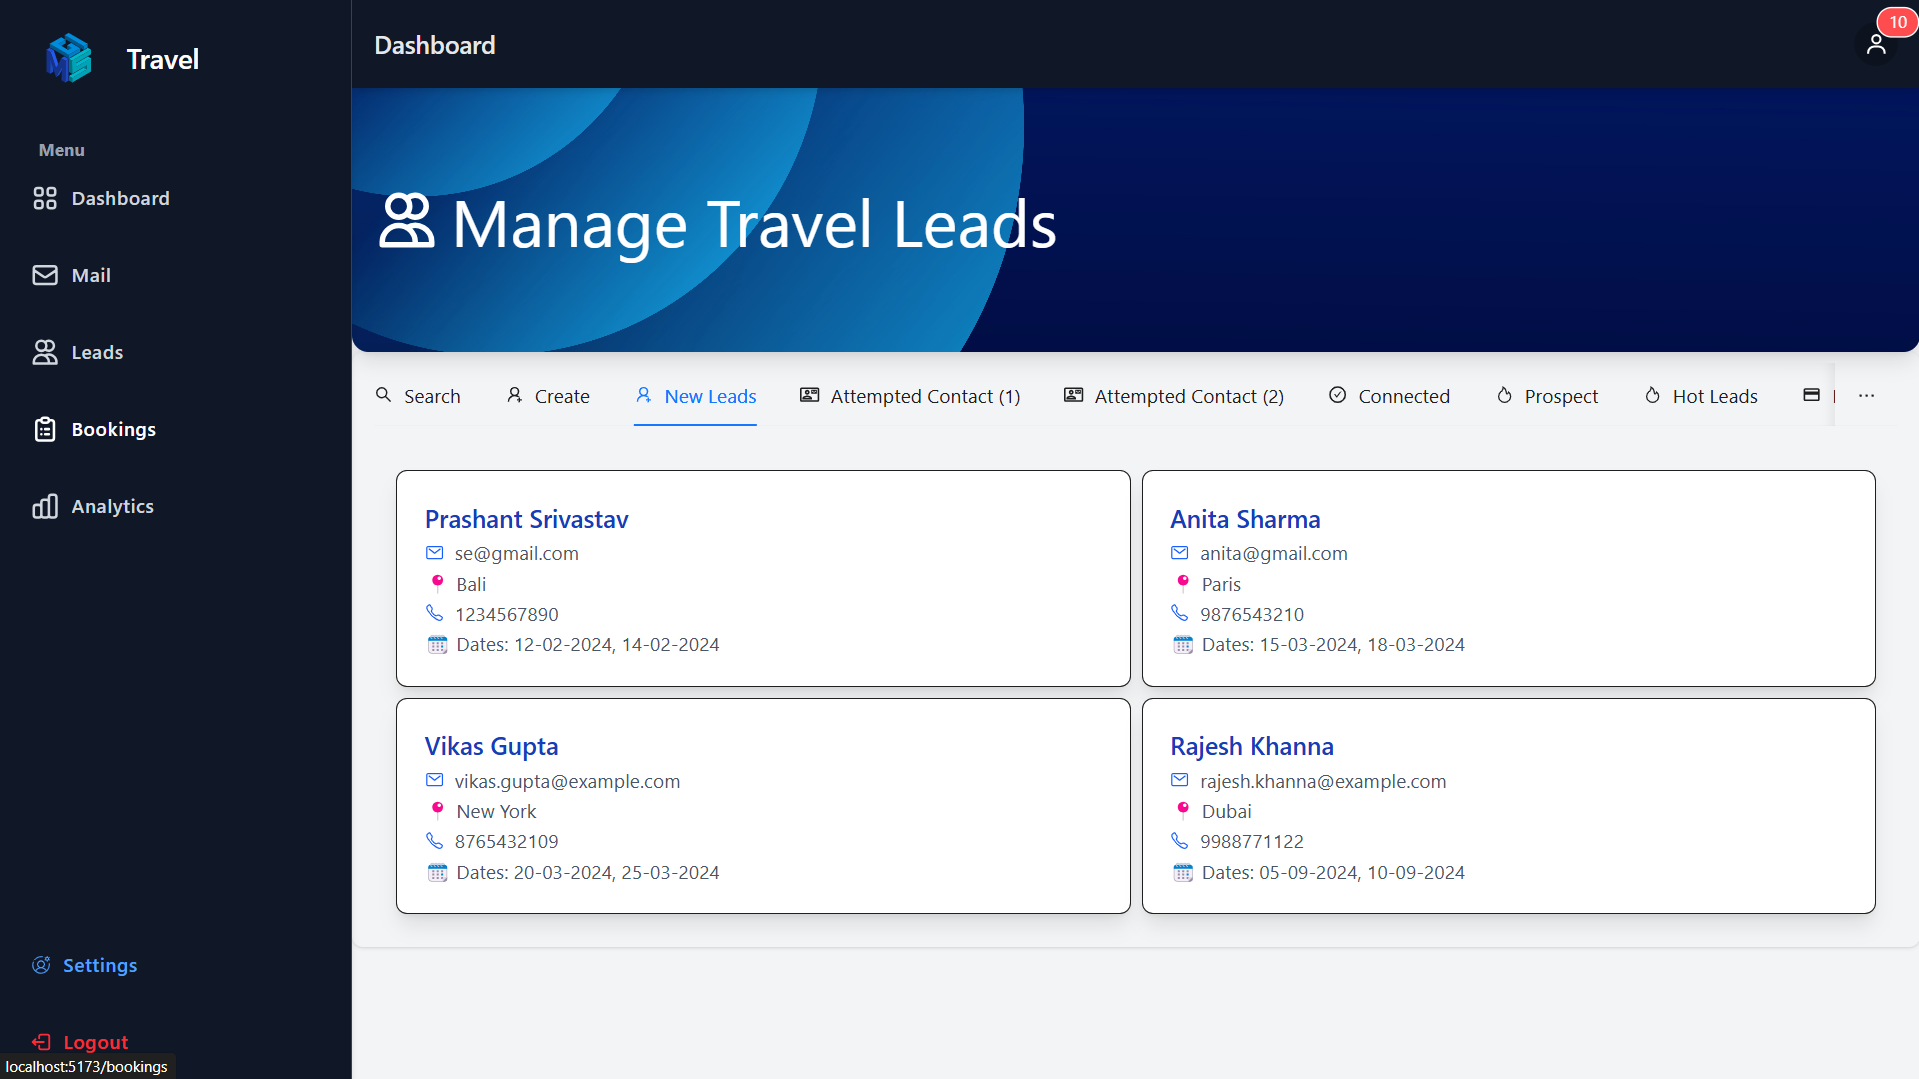 Travel
Dashboard
10
Menu
Dashboard
Mail
Leads
Bookings
Analytics
Settings
Logout
localhost:5173/bookings
Manage Travel Leads
Search Create New Leads Attempted Contact (1) Attempted Contact (2) Connected Prospect Hot Leads ...
Prashant Srivastav
se@gmail.com
Bali
1234567890
Dates: 12-02-2024, 14-02-2024
Anita Sharma
anita@gmail.com
Paris
9876543210
Dates: 15-03-2024, 18-03-2024
Vikas Gupta
vikas.gupta@example.com
New York
8765432109
Dates: 20-03-2024, 25-03-2024
Rajesh Khanna
rajesh.khanna@example.com
Dubai
9988771122
Dates: 05-09-2024, 10-09-2024